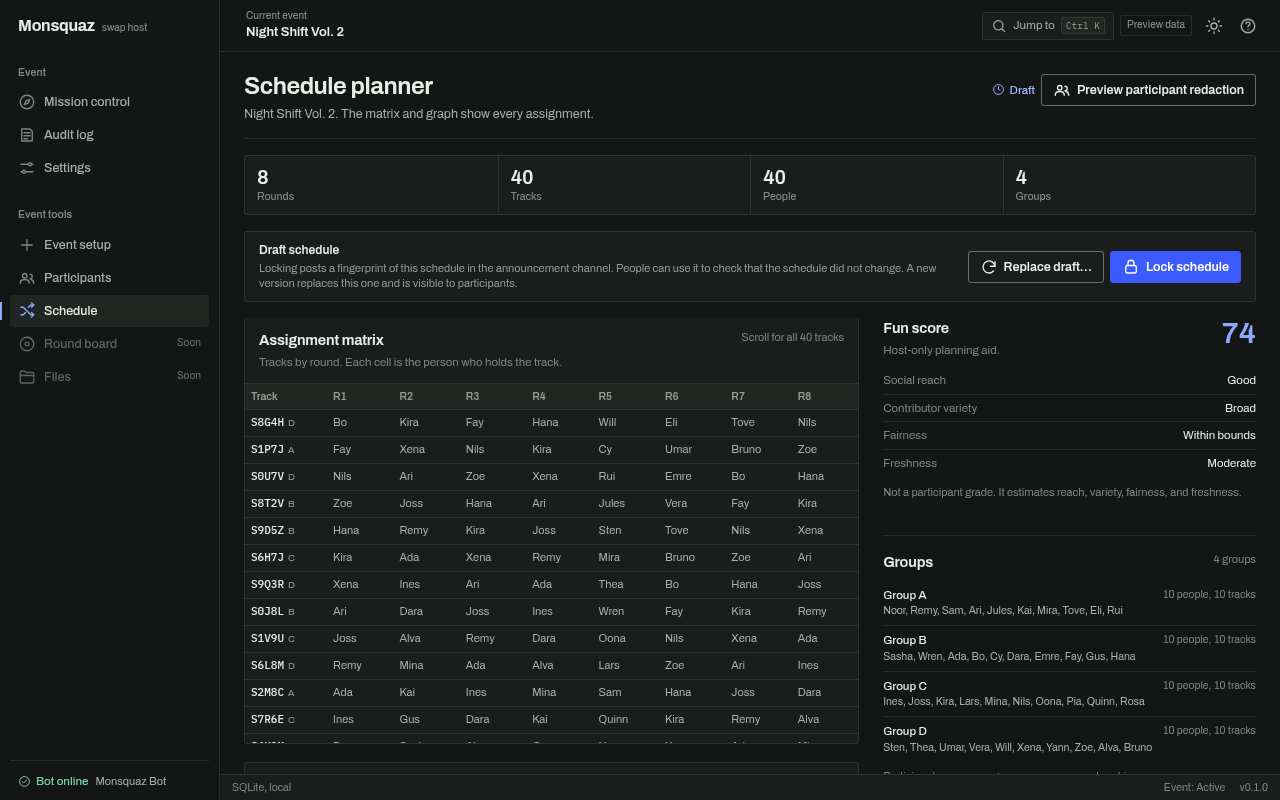 Monsquaz swap host
Event
Mission control
Audit log
Settings
Event tools
Event setup
Participants
Schedule
Round board Soon
Files Soon
Bot online Monsquaz Bot
Current event
Night Shift Vol. 2
Jump to Ctrl K
Preview data
Schedule planner
Night Shift Vol. 2. The matrix and graph show every assignment.
Draft
Preview participant redaction
8 40 40 4
Rounds Tracks People Groups
Draft schedule
Locking posts a fingerprint of this schedule in the announcement channel. People can use it to check that the schedule did not change. A new
version replaces this one and is visible to participants.
Replace draft...
Lock schedule
Assignment matrix
Scroll for all 40 tracks
Tracks by round. Each cell is the person who holds the track.
Track R1 R2 R3 R4 R5 R6 R7 R8
S8G4H D Bo Kira Fay Hana Will Eli Tove Nils
S1P7J A Fay Xena Nils Kira Cy Umar Bruno Zoe
S0U7V D Nils Ari Zoe Xena Rui Emre Bo Hana
S8T2V B Zoe Joss Hana Ari Jules Vera Fay Kira
S9D5Z B Hana Remy Kira Joss Sten Tove Nils Xena
S6H7J C Kira Ada Xena Remy Mira Bruno Zoe Ari
S9Q3R D Xena Ines Ari Ada Thea Bo Hana Joss
S0J8L B Ari Dara Joss Ines Wren Fay Kira Remy
S1V9U C Joss Alva Remy Dara Oona Nils Xena Ada
S6L8M D Remy Mina Ada Alva Lars Zoe Ari Ines
S2M8C A Ada Kai Ines Mina Sam Hana Joss Dara
S7R6E C Ines Gus Dara Kai Quinn Kira Remy Alva
Fun score 74
Host-only planning aid.
Social reach Good
Contributor variety Broad
Fairness Within bounds
Freshness Moderate
Not a participant grade. It estimates reach, variety, fairness, and freshness.
Groups 4 groups
Group A 10 people, 10 tracks
Noor, Remy, Sam, Ari, Jules, Kai, Mira, Tove, Eli, Rui
Group B 10 people, 10 tracks
Sasha, Wren, Ada, Bo, Cy, Dara, Emre, Fay, Gus, Hana
Group C 10 people, 10 tracks
Ines, Joss, Kira, Lars, Mina, Nils, Oona, Pia, Quinn, Rosa
Group D 10 people, 10 tracks
Sten, Thea, Umar, Vera, Will, Xena, Yann, Zoe, Alva, Bruno
SQLite, local
Event: Active v0.1.0